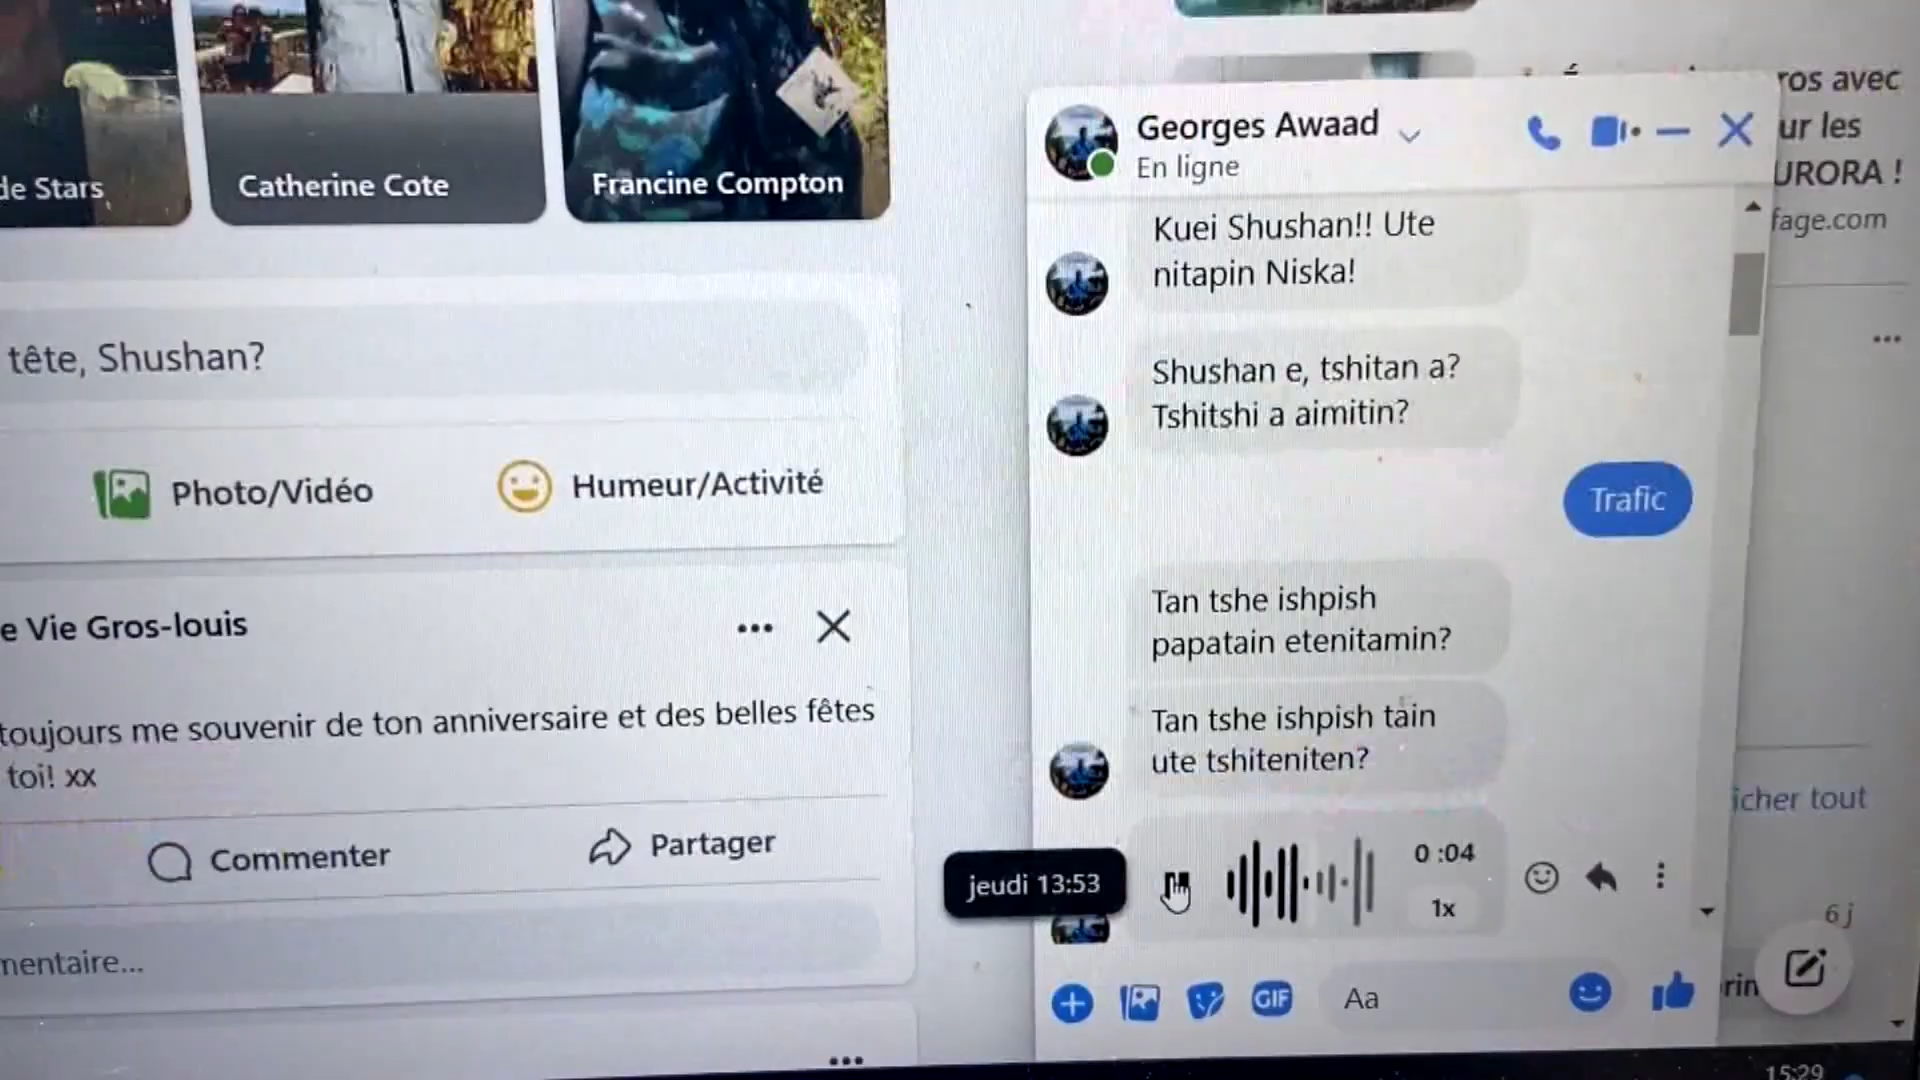 de Stars
Catherine Cote
Francine Compton
tête, Shushan?
Photo/Vidéo
Humeur/Activité
e Vie Gros-louis
toujours me souvenir de ton anniversaire et des belles fêtes
toi! xx
Commenter
Partager
mentaire...
Georges Awaad
En ligne
Kuei Shushan!! Ute
nitapin Niska!
Shushan e, tshitan a?
Tshitshi a aimitin?
Trafic
Tan tshe ishpish
papatain etenitamin?
Tan tshe ishpish tain
ute tshiteniten?
jeudi 13:53
0 :04
1x
GIF
Aa
ros avec
ur les
URORA !
fage.com
icher tout
6 j
15:29